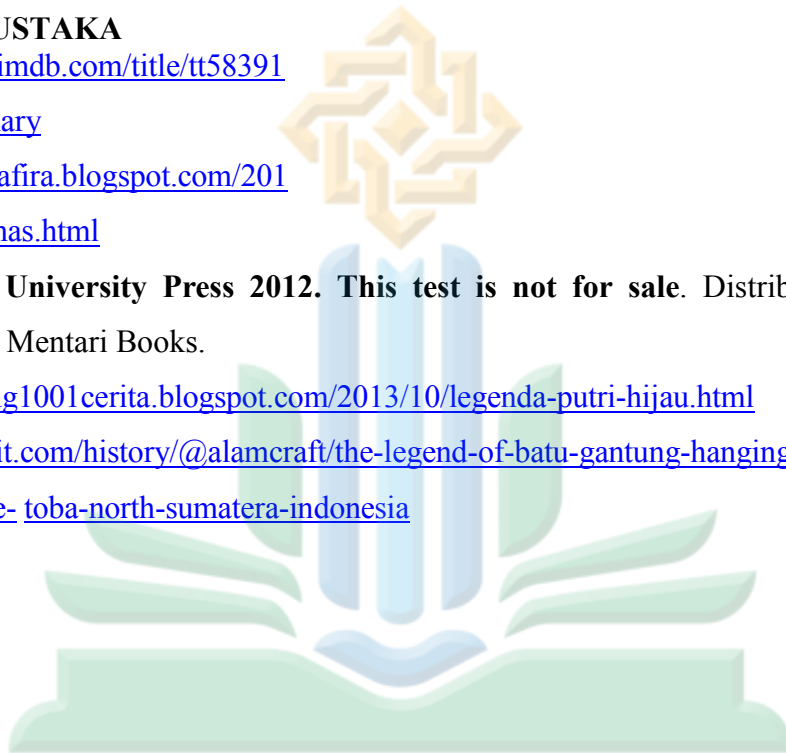 USTAKA
imdb.com/title/tt58391
ary
afira.blogspot.com/201
nas.html
University Press 2012. This test is not for sale. Distrib
Mentari Books.
g1001cerita.blogspot.com/2013/10/legenda-putri-hijau.html
it.com/history/@alamcraft/the-legend-of-batu-gantung-hanging
e- toba-north-sumatera-indonesia